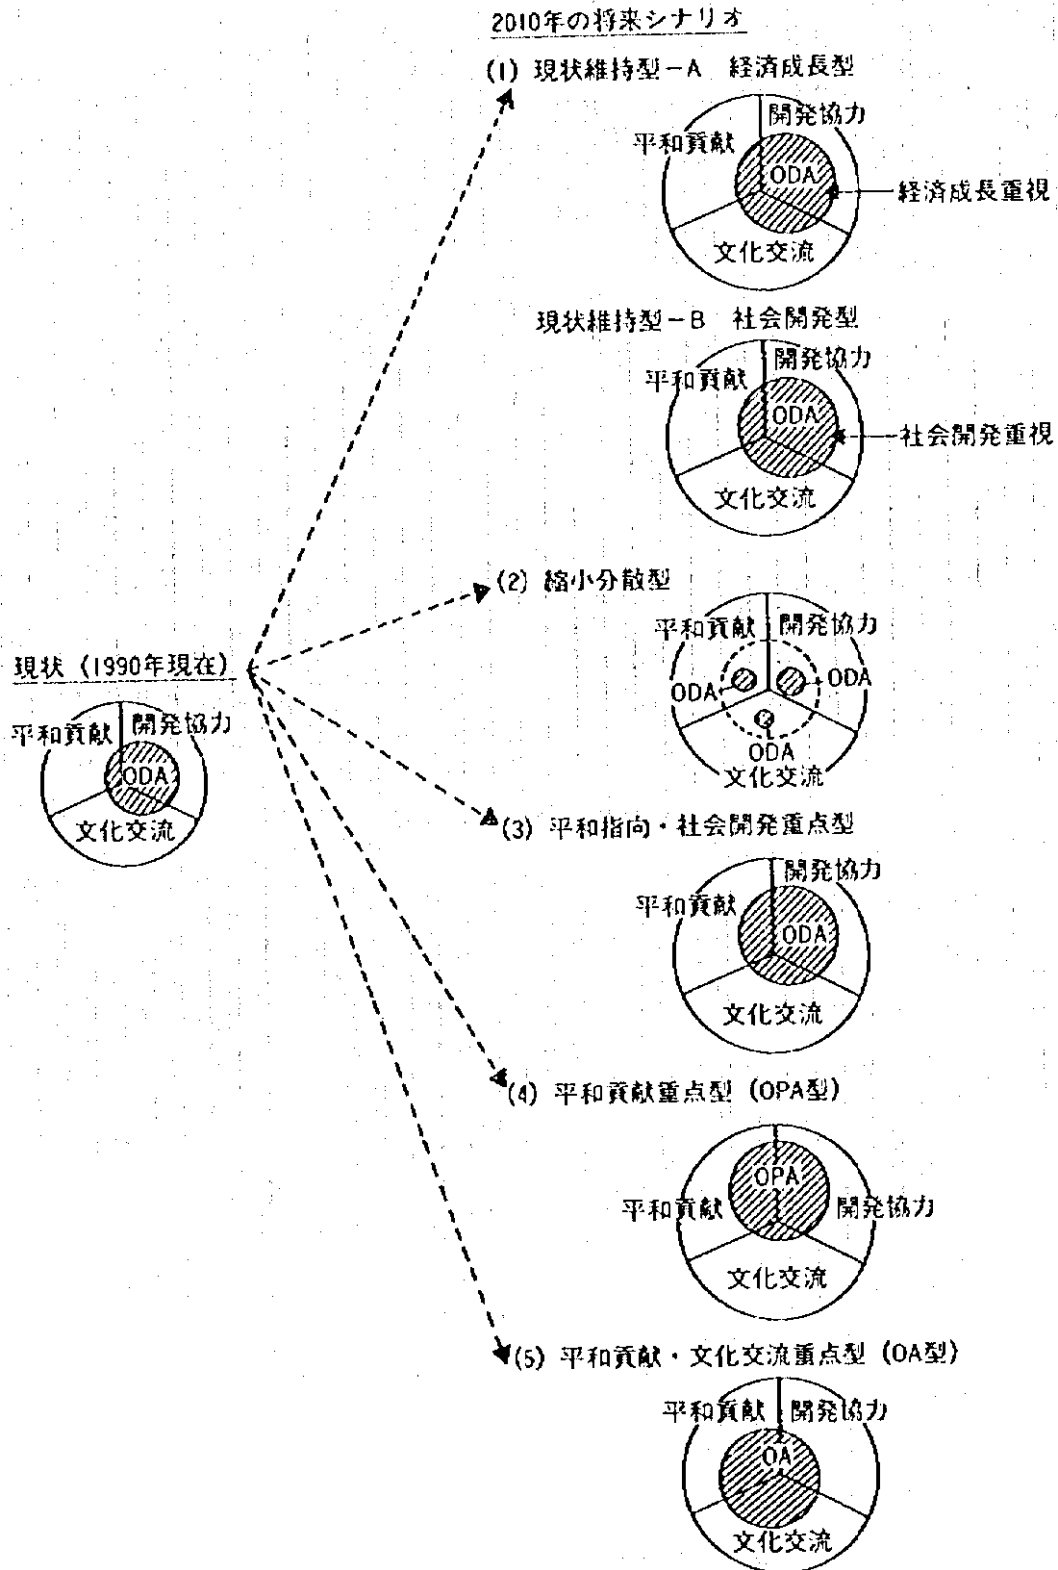 2010年の将来シナリオ
(1) 現状維持型-A 経済成長型
開発協力
平和貢献
ODA
経済成長重視
文化交流
現状維持型-B 社会開発型
開発協力
平和貢献
ODA
社会開発重視
文化交流
(2) 縮小分散型
平和貢献
開発協力
ODA
ODA
ODA
文化交流
現状 (1990年現在)
平和貢献
開発協力
ODA
文化交流
(3) 平和指向・社会開発重点型
開発協力
平和貢献
ODA
文化交流
(4) 平和貢献重点型 (OPA型)
OPA
平和貢献
開発協力
文化交流
(5) 平和貢献・文化交流重点型 (OA型)
平和貢献
開発協力
OA
文化交流